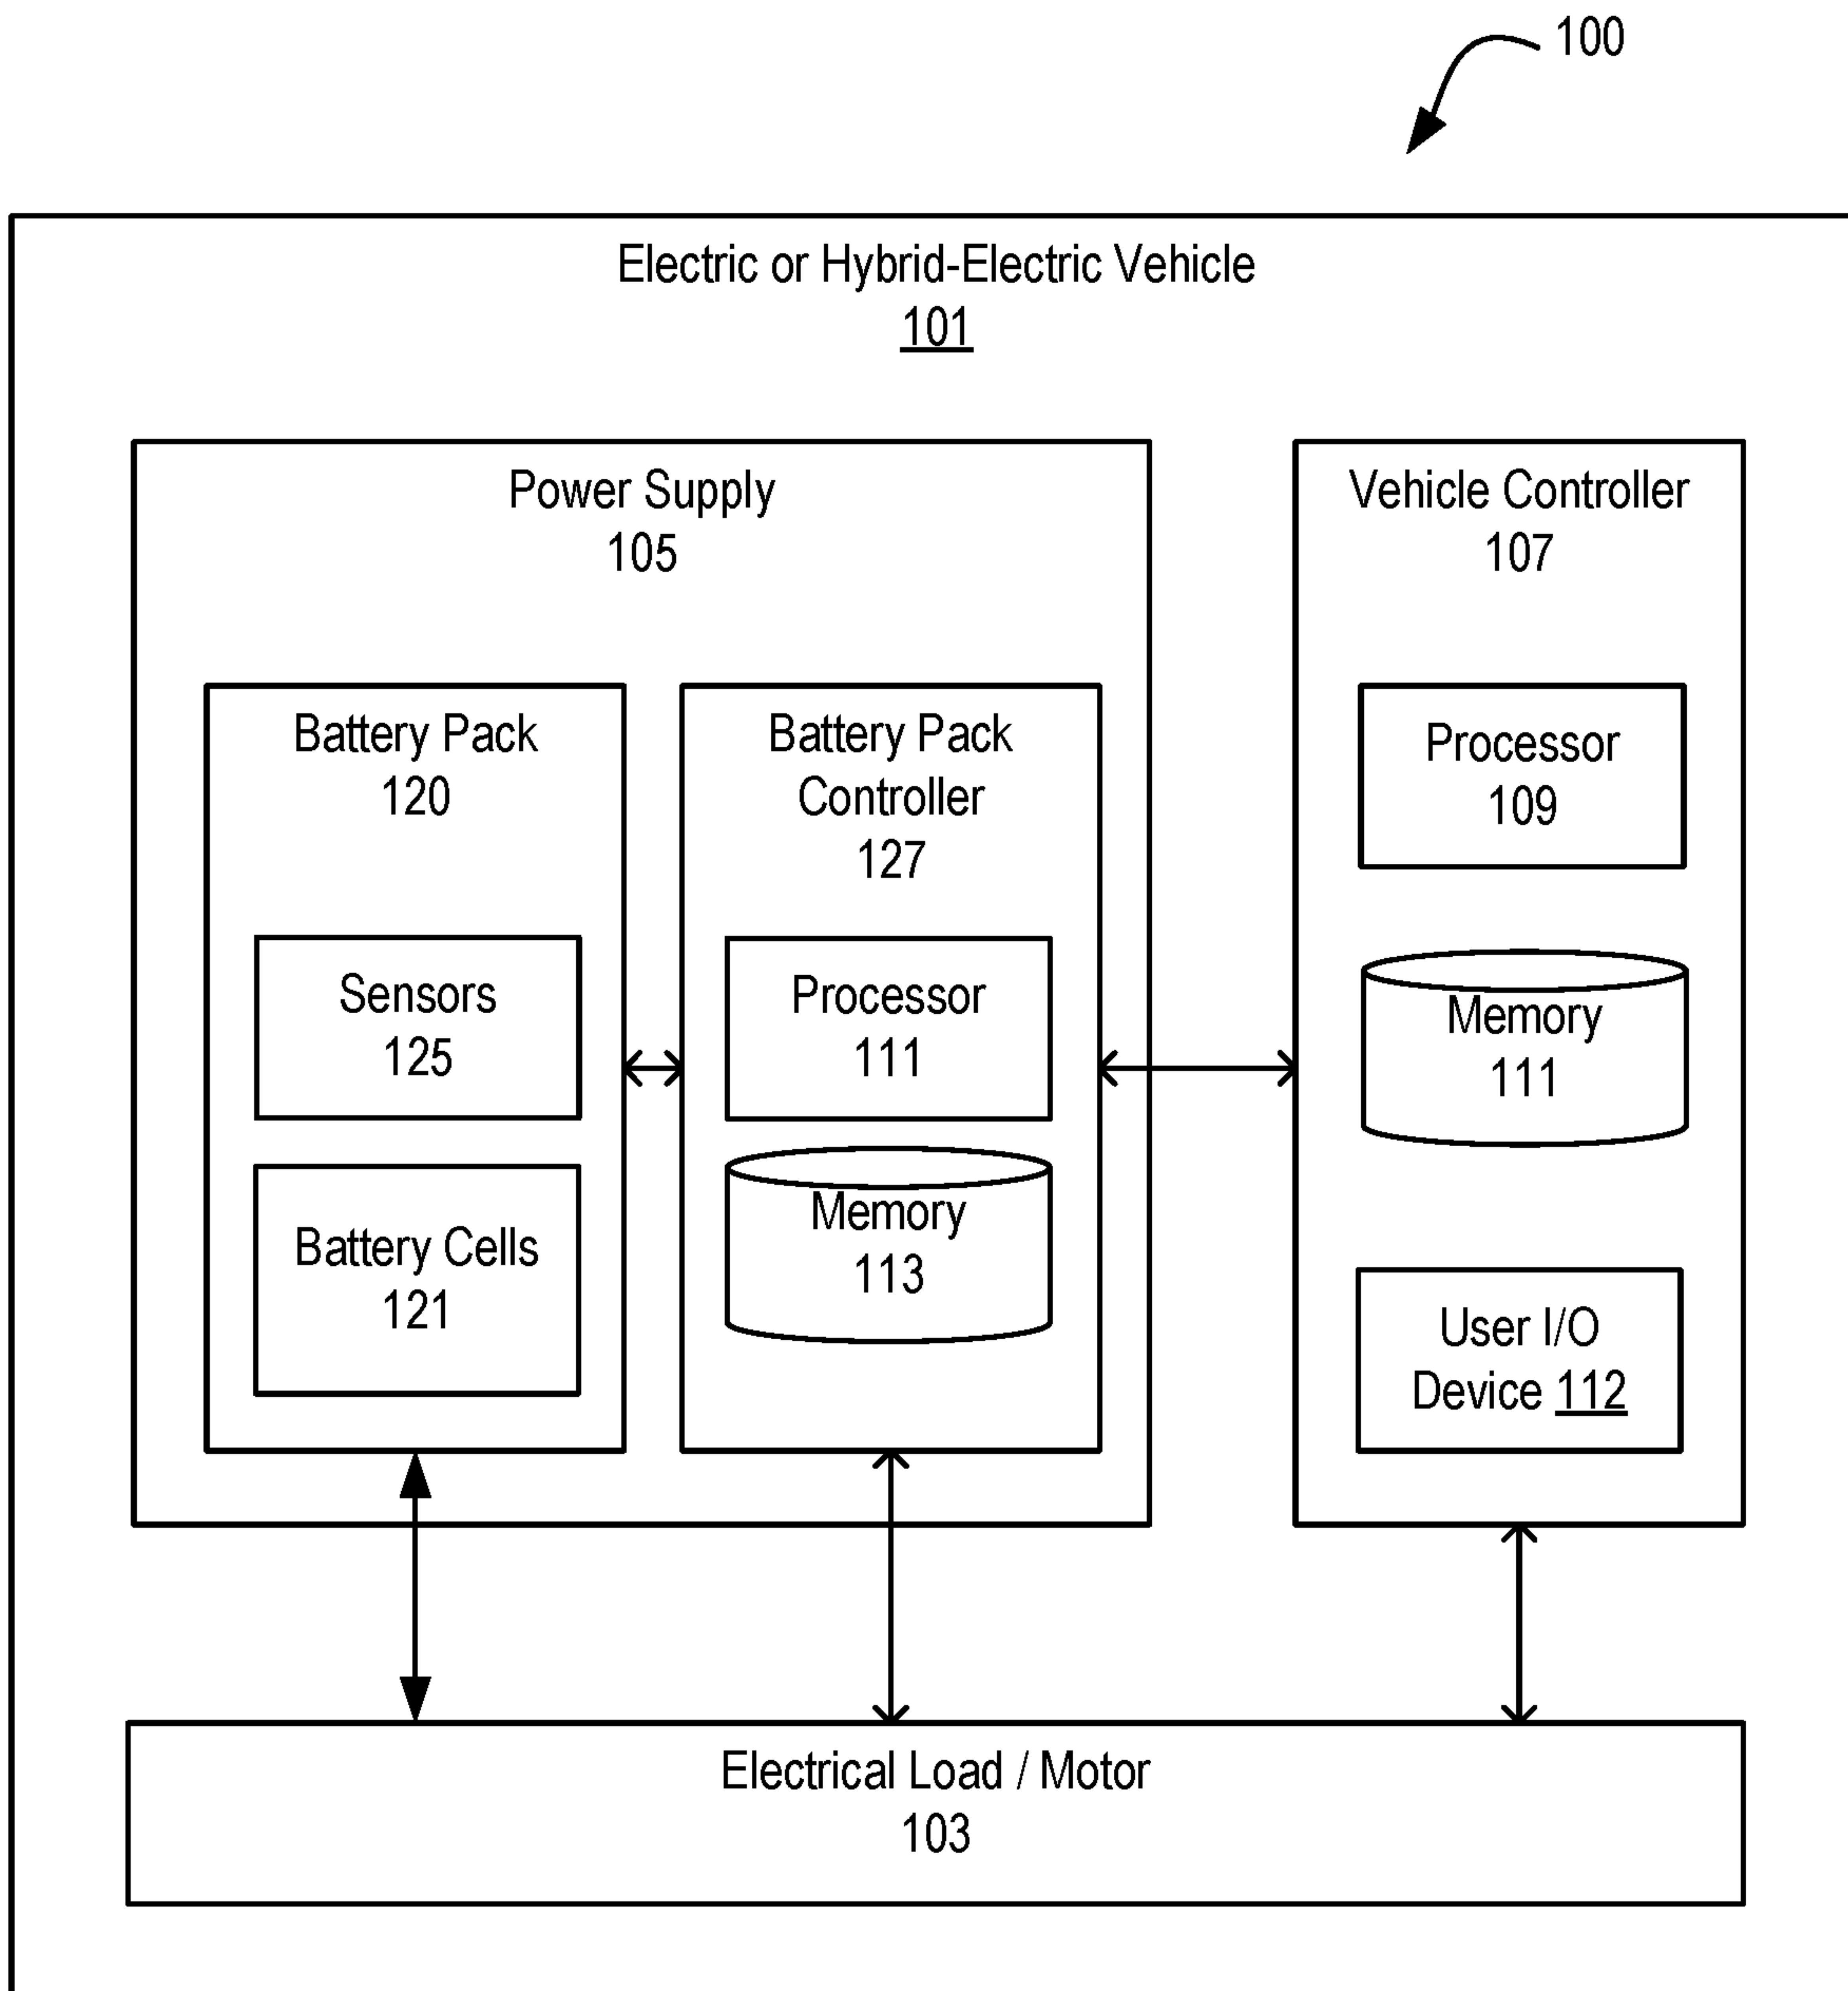 100
Electric or Hybrid-Electric Vehicle
101
Power Supply
105
Battery Pack
120
Sensors
125
Battery Cells
121
Battery Pack
Controller
127
Processor
111
Memory
113
Vehicle Controller
107
Processor
109
Memory
111
User I/O
Device 112
Electrical Load / Motor
103